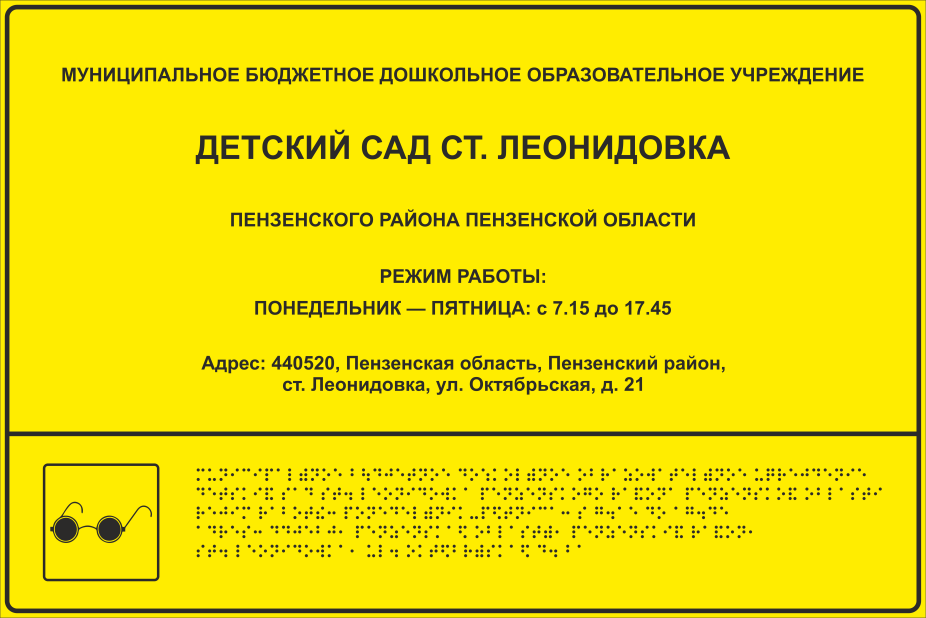 МУНИЦИПАЛЬНОЕ БЮДЖЕТНОЕ ДОШКОЛЬНОЕ ОБРАЗОВАТЕЛЬНОЕ УЧРЕЖДЕНИЕ
ДЕТСКИЙ САД СТ. ЛЕОНИДОВКА
ПЕНЗЕНСКОГО РАЙОНА ПЕНЗЕНСКОЙ ОБЛАСТИ
РЕЖИМ РАБОТЫ:
ПОНЕДЕЛЬНИК — ПЯТНИЦА: с 7.15 до 17.45
Адрес: 440520, Пензенская область, Пензенский район,
ст. Леонидовка, ул. Октябрьская, д. 21